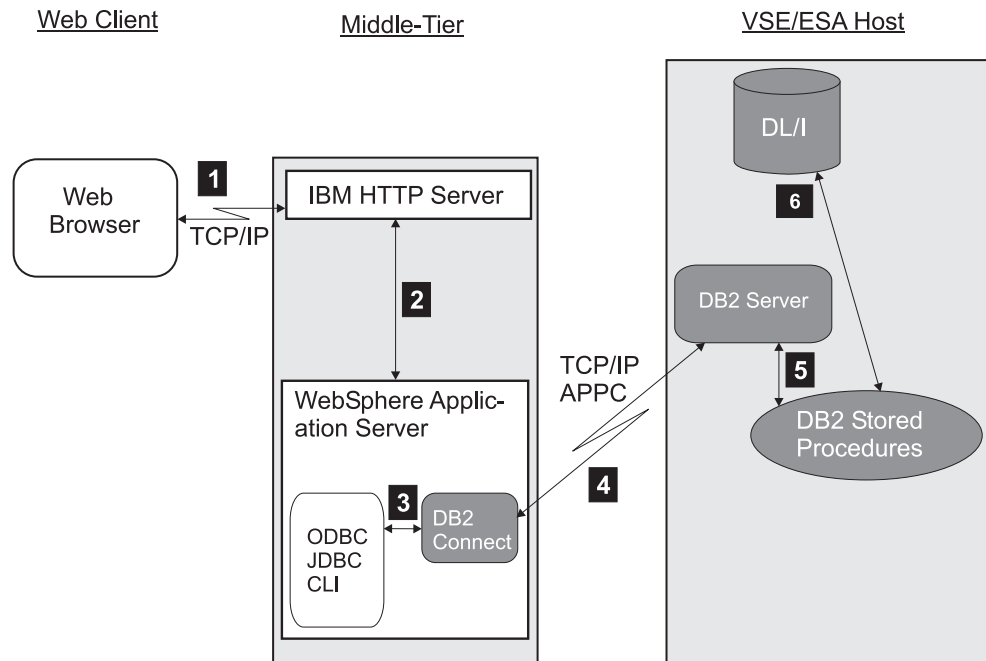 Web Client
Middle-Tier
VSE/ESA Host
DL/I
1
Web
Browser
TCP/IP
IBM HTTP Server
6
2
DB2 Server
TCP/IP
APPC
5
WebSphere Applic-
ation Server
DB2 Stored
Procedures
4
3
ODBC
JDBC
CLI
DB2
Connect